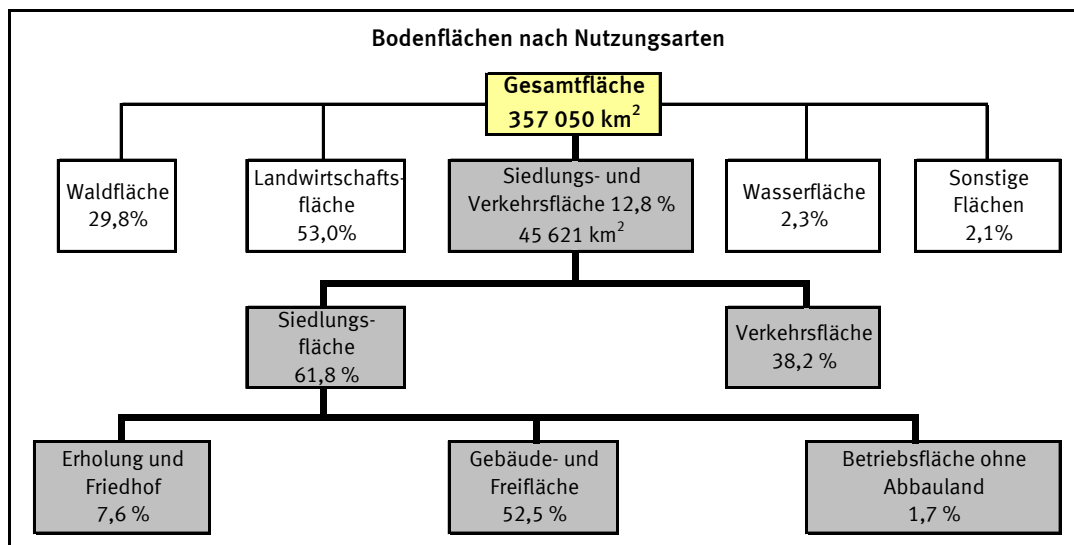 Bodenflächen nach Nutzungsarten
Gesamtfläche
357 050 km²
Waldfläche
29,8%
Landwirtschafts-
fläche
53,0%
Siedlungs- und
Verkehrsfläche 12,8 %
45 621 km²
Wasserfläche
2,3%
Sonstige
Flächen
2,1%
Siedlungs-
fläche
61,8 %
Verkehrsfläche
38,2 %
Erholung und
Friedhof
7,6 %
Gebäude- und
Freifläche
52,5 %
Betriebsfläche ohne
Abbauland
1,7 %